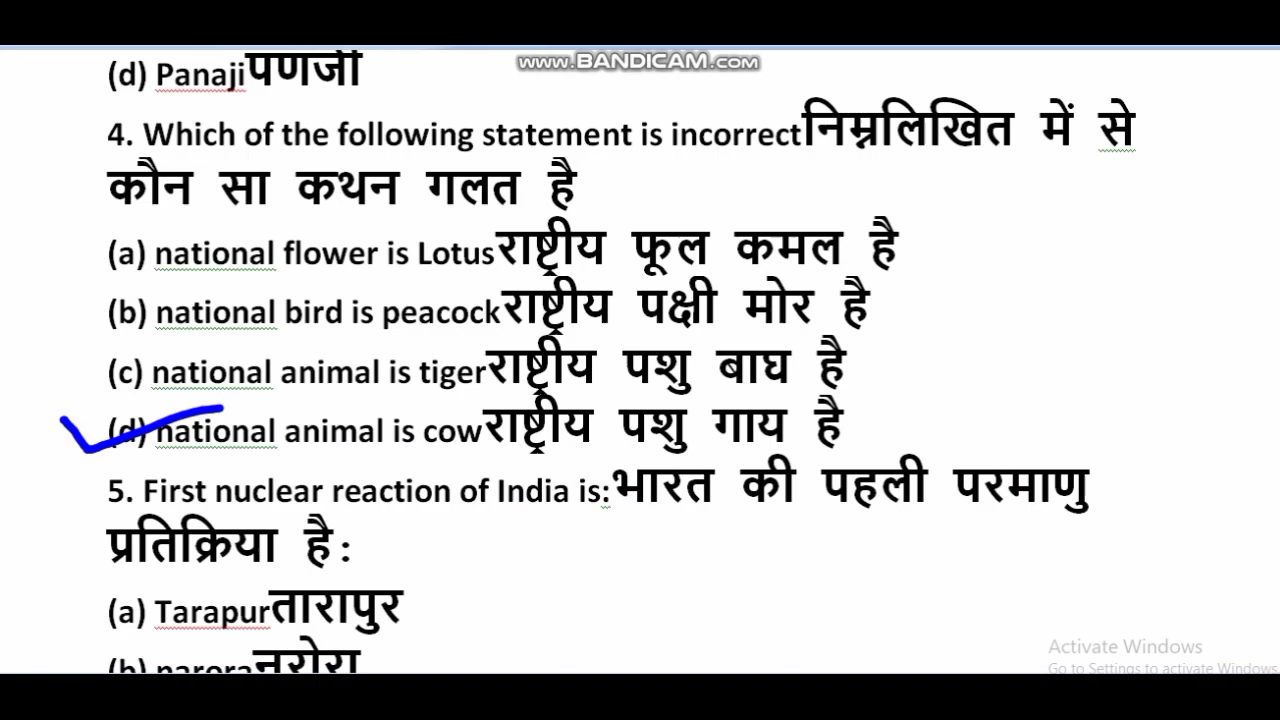 www.BANDICAM.com
(d) Panajiपणजी
4. Which of the following statement is incorrectनिम्नलिखित में से
कौन सा कथन गलत है
(a) national flower is Lotusराष्ट्रीय फूल कमल है
(b) national bird is peacockराष्ट्रीय पक्षी मोर है
(c) national animal is tigerराष्ट्रीय पशु बाघ है
(d) national animal is cowराष्ट्रीय पशु गाय है
5. First nuclear reaction of India is:भारत की पहली परमाणु
प्रतिक्रिया है :
(a) Tarapurतारापुर
(b) naroraनरोरा
Activate Windows
Go to Settings to activate Windows